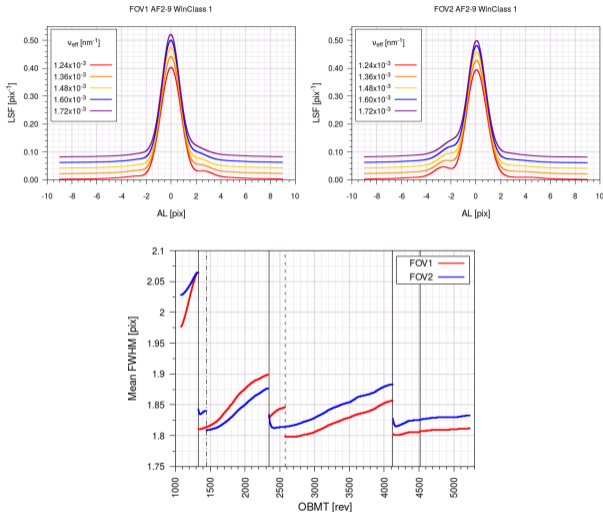 FOV1 AF2-9 WinClass 1
νeff [nm⁻¹]
1.24x10⁻³
1.36x10⁻³
1.48x10⁻³
1.60x10⁻³
1.72x10⁻³
LSF [pix⁻¹]
0.50
0.40
0.30
0.20
0.10
0.00
-10 -8 -6 -4 -2 0 2 4 6 8 10
AL [pix]
FOV2 AF2-9 WinClass 1
νeff [nm⁻¹]
1.24x10⁻³
1.36x10⁻³
1.48x10⁻³
1.60x10⁻³
1.72x10⁻³
LSF [pix⁻¹]
0.50
0.40
0.30
0.20
0.10
0.00
-10 -8 -6 -4 -2 0 2 4 6 8 10
AL [pix]
FOV1
FOV2
Mean FWHM [pix]
2.1
2.05
2
1.95
1.9
1.85
1.8
1.75
1000 1500 2000 2500 3000 3500 4000 4500 5000
OBMT [rev]